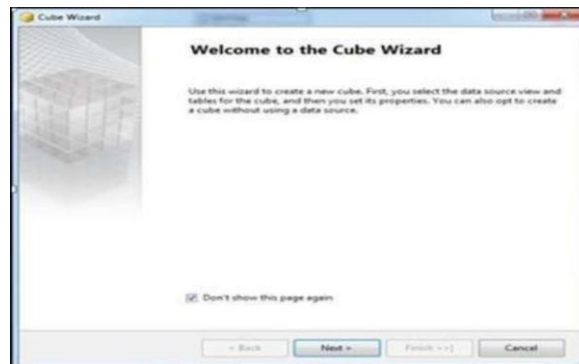 Cube Wizard
Welcome to the Cube Wizard
Use this wizard to create a new cube. First, you select the data source view and
tables for the cube, and then you set its properties. You can also opt to create
a cube without using a data source.
Don't show this page again
< Back
Next >
Finish >>|
Cancel